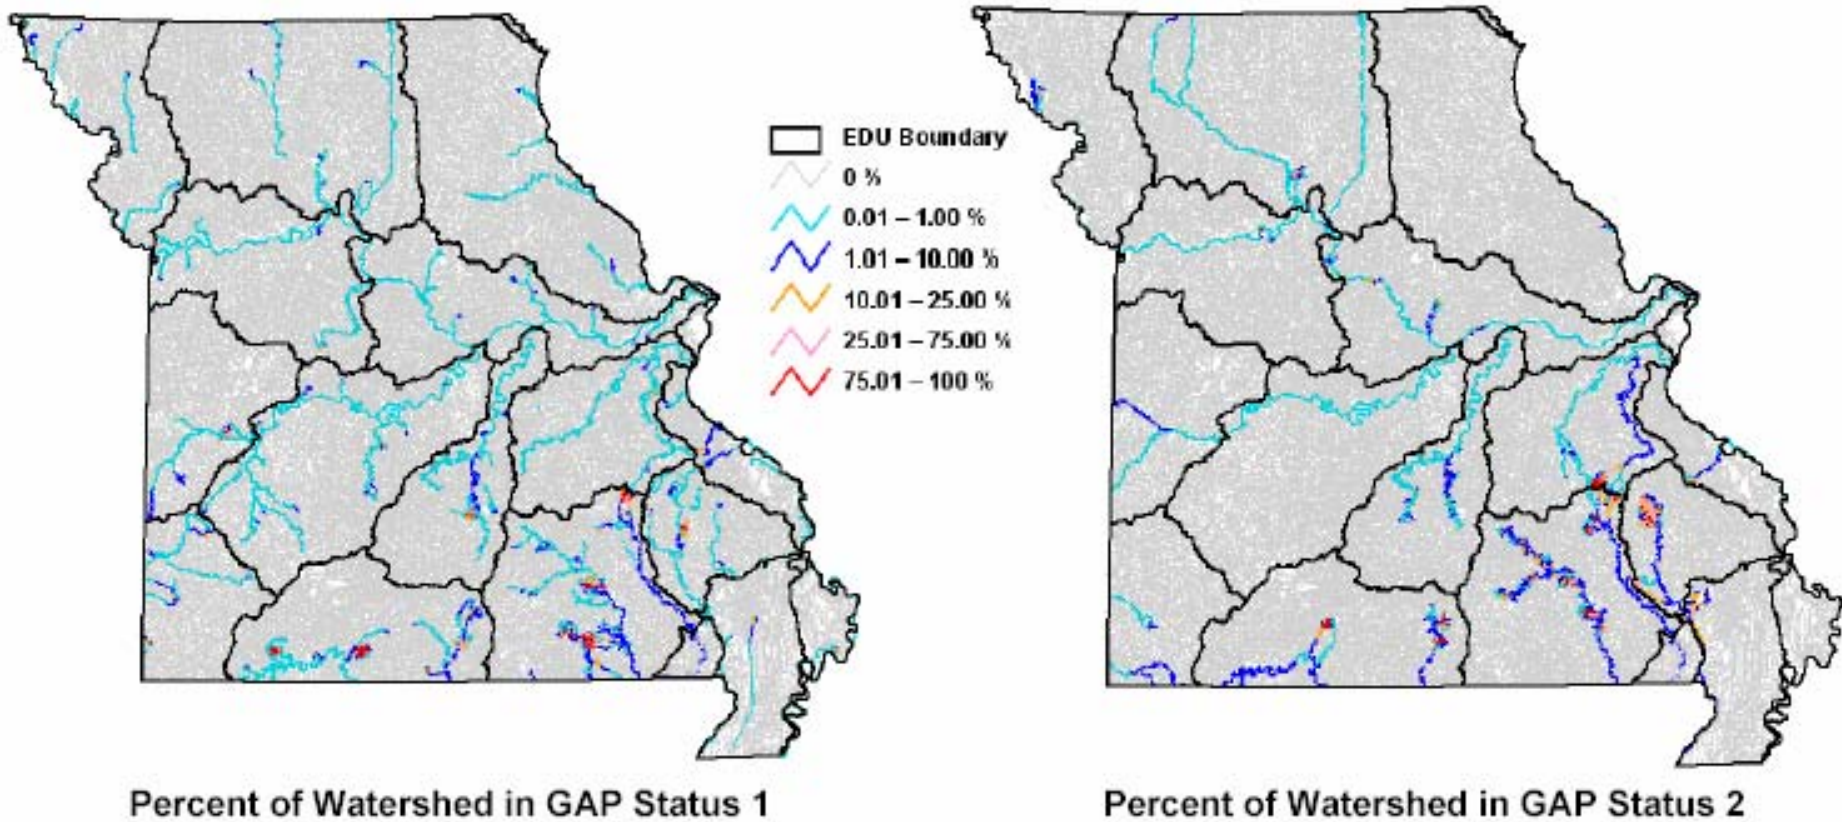 EDU Boundary
0 %
0.01 – 1.00 %
1.01 – 10.00 %
10.01 – 25.00 %
25.01 – 75.00 %
75.01 – 100 %
Percent of Watershed in GAP Status 1
Percent of Watershed in GAP Status 2